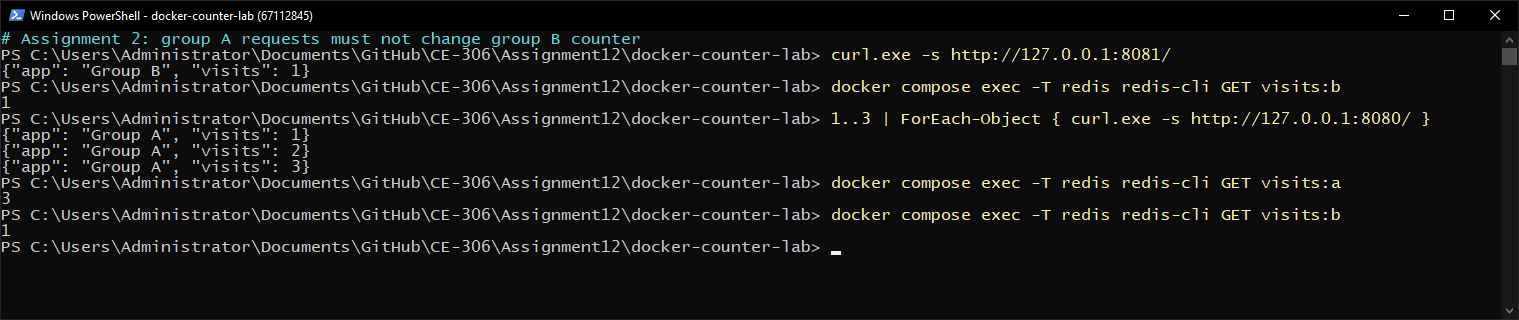 Windows PowerShell - docker-counter-lab (67112845)
# Assignment 2: group A requests must not change group B counter
PS C:\Users\Administrator\Documents\GitHub\CE-306\Assignment12\docker-counter-lab> curl.exe -s http://127.0.0.1:8081/
{"app": "Group B", "visits": 1}
PS C:\Users\Administrator\Documents\GitHub\CE-306\Assignment12\docker-counter-lab> docker compose exec -T redis redis-cli GET visits:b
1
PS C:\Users\Administrator\Documents\GitHub\CE-306\Assignment12\docker-counter-lab> 1..3 | ForEach-Object { curl.exe -s http://127.0.0.1:8080/ }
{"app": "Group A", "visits": 1}
{"app": "Group A", "visits": 2}
{"app": "Group A", "visits": 3}
PS C:\Users\Administrator\Documents\GitHub\CE-306\Assignment12\docker-counter-lab> docker compose exec -T redis redis-cli GET visits:a
3
PS C:\Users\Administrator\Documents\GitHub\CE-306\Assignment12\docker-counter-lab> docker compose exec -T redis redis-cli GET visits:b
1
PS C:\Users\Administrator\Documents\GitHub\CE-306\Assignment12\docker-counter-lab>